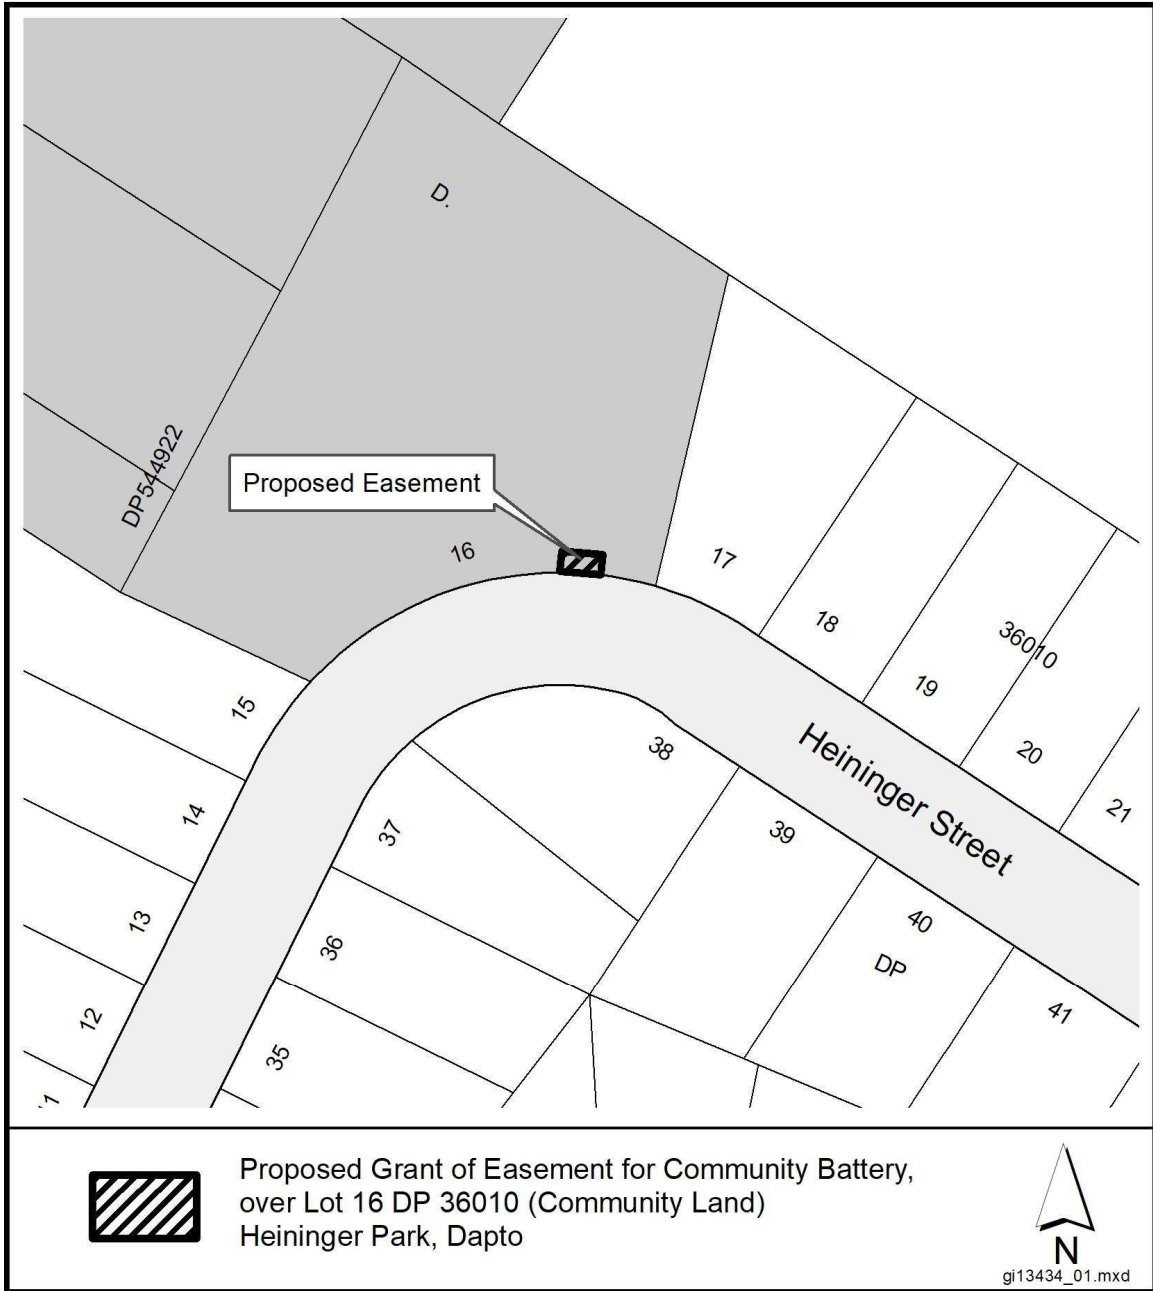 D.
DP544922
Proposed Easement
16
17
18
36010
19
20
21
15
14
13
12
38
37
39
Heininger Street
36
40
DP
35
41
Proposed Grant of Easement for Community Battery,
over Lot 16 DP 36010 (Community Land)
Heininger Park, Dapto
N
gi13434_01.mxd